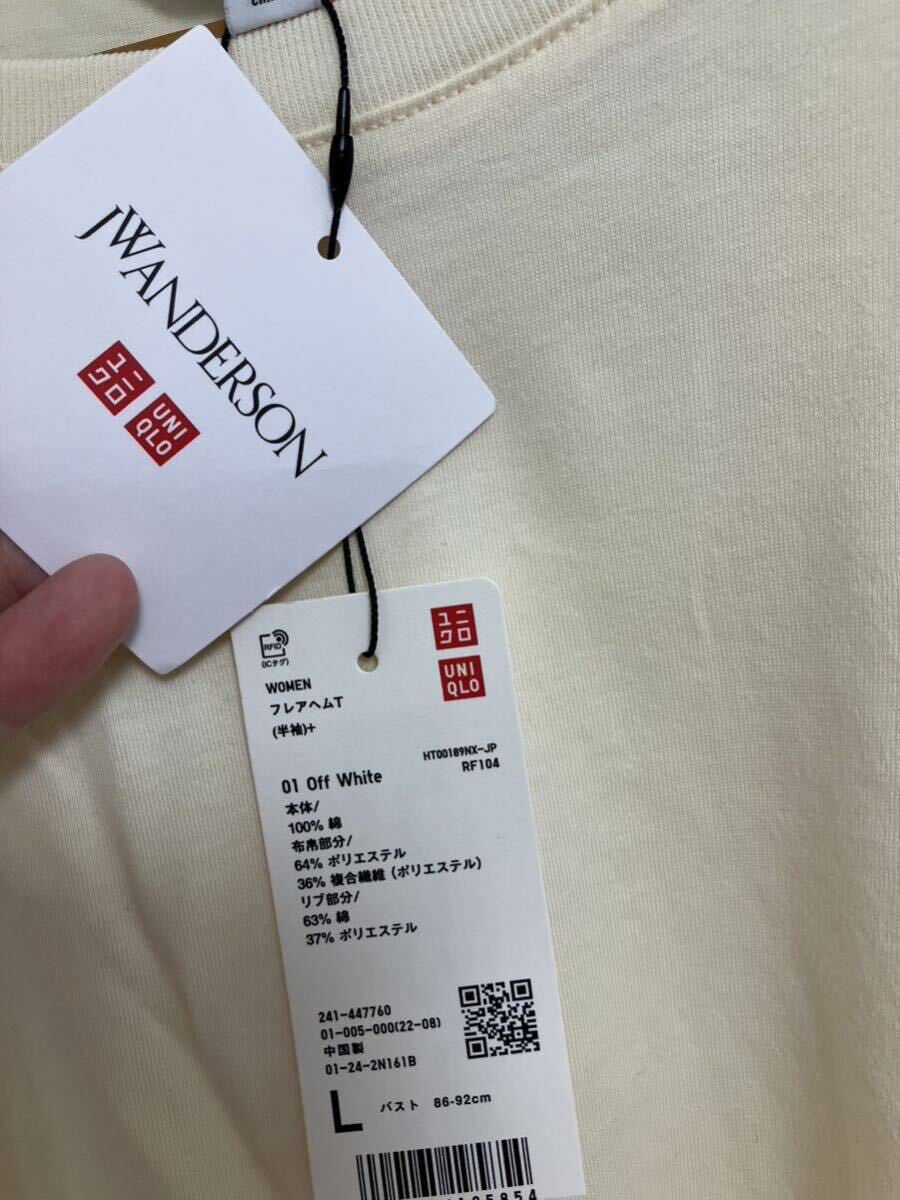 JWANDERSON
ユニ
クロ
UNI
QLO
RFID
(ICタグ)
ユニ
クロ
UNI
QLO
WOMEN
フレアヘムT
(半袖)+
HT00189NX-JP
RF104
01 Off White
本体/
100% 綿
布帛部分/
64% ポリエステル
36% 複合繊維 (ポリエステル)
リブ部分/
63% 綿
37% ポリエステル
241-447760
01-005-000(22-08)
中国製
01-24-2N161B
L バスト 86-92cm